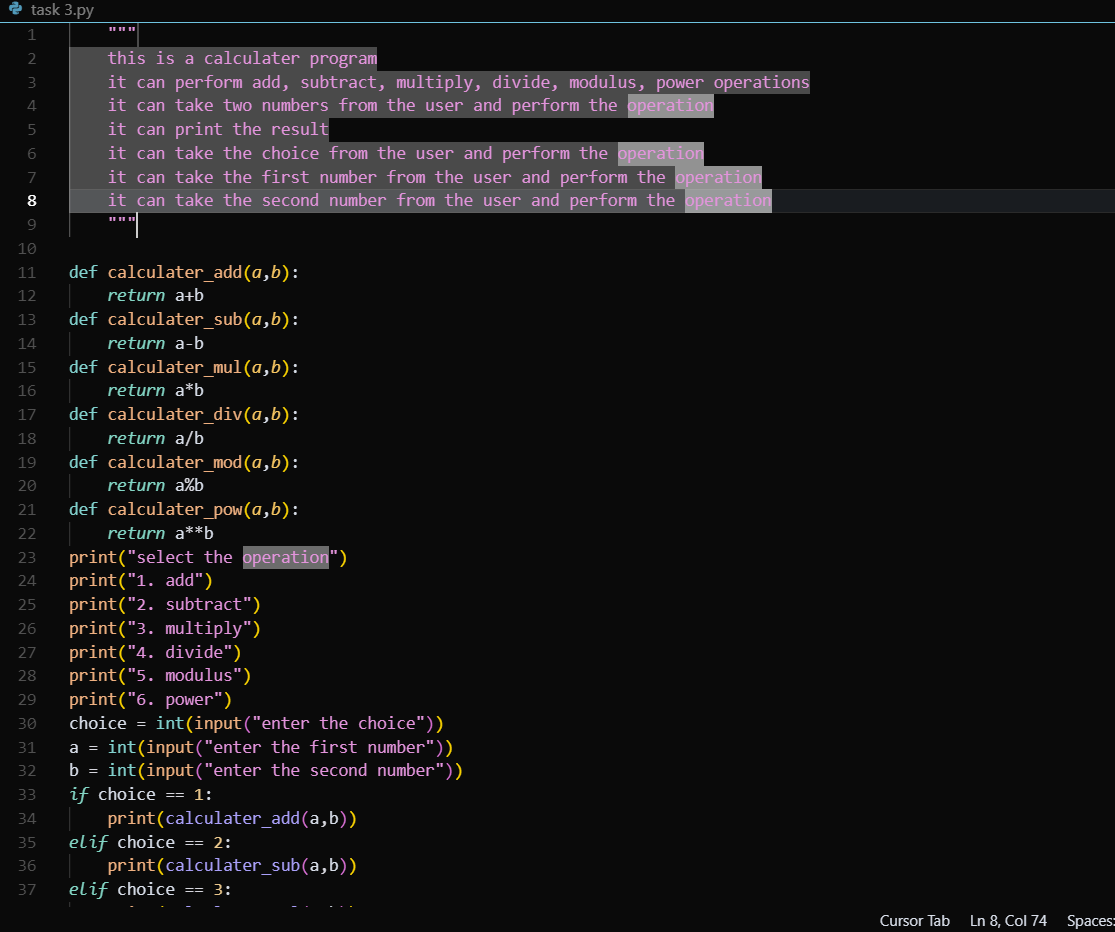 task 3.py
1 """
2 this is a calculater program
3 it can perform add, subtract, multiply, divide, modulus, power operations
4 it can take two numbers from the user and perform the operation
5 it can print the result
6 it can take the choice from the user and perform the operation
7 it can take the first number from the user and perform the operation
8 it can take the second number from the user and perform the operation
9 """
10
11 def calculater_add(a,b):
12 return a+b
13 def calculater_sub(a,b):
14 return a-b
15 def calculater_mul(a,b):
16 return a*b
17 def calculater_div(a,b):
18 return a/b
19 def calculater_mod(a,b):
20 return a%b
21 def calculater_pow(a,b):
22 return a**b
23 print("select the operation")
24 print("1. add")
25 print("2. subtract")
26 print("3. multiply")
27 print("4. divide")
28 print("5. modulus")
29 print("6. power")
30 choice = int(input("enter the choice"))
31 a = int(input("enter the first number"))
32 b = int(input("enter the second number"))
33 if choice == 1:
34 print(calculater_add(a,b))
35 elif choice == 2:
36 print(calculater_sub(a,b))
37 elif choice == 3:
Cursor Tab Ln 8, Col 74 Spaces: